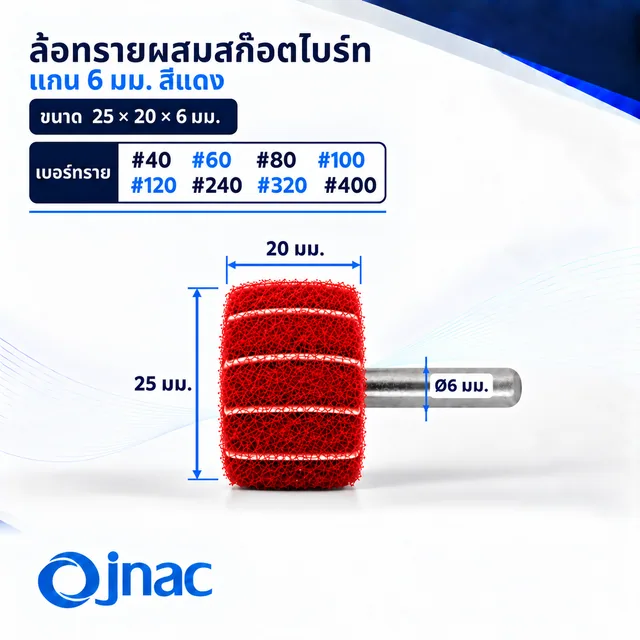 ล้อทรายผสมสก๊อตไบร์ท
แกน 6 มม. สีแดง
ขนาด 25 × 20 × 6 มม.
เบอร์ทราย
#40 #60 #80 #100
#120 #240 #320 #400
20 มม.
25 มม.
Ø6 มม.
jnac